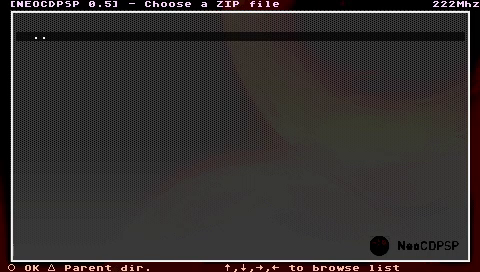 [NEOCDPSP 0.5] - Choose a ZIP file 222Mhz
..
NeoCDPSP
○ OK △ Parent dir. ↑,↓,→,← to browse list